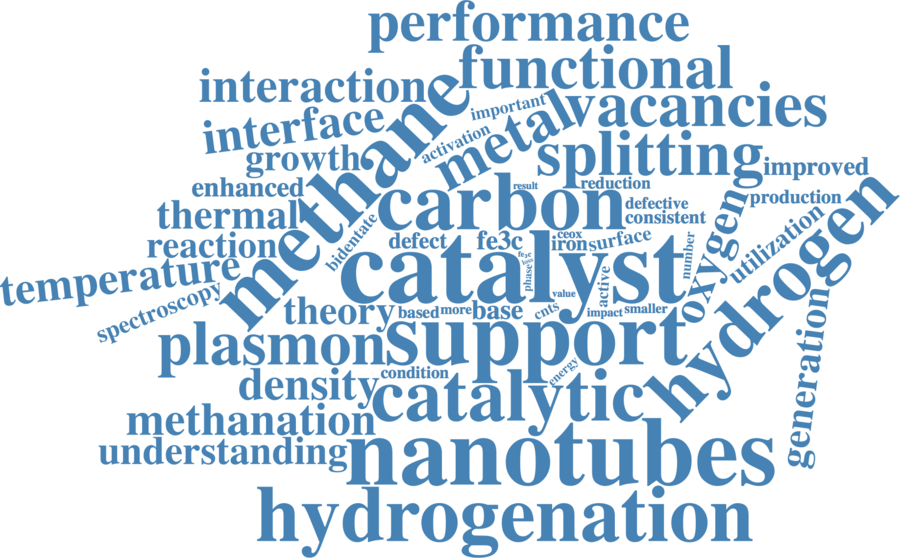 performance
functional
interaction
methane
important
vacancies
interface
metal
activation
splitting
growth
improved
enhanced
carbon
result
reduction
production
hydrogen
thermal
defective
oxygen
consistent
utilization
bidentate
reaction
defect
fe3c
ceox
iron
surface
number
catalyst
temperature
phase
active
spectroscopy
value
generation
theory
based
more
base
cnts
impact
smaller
plasmon
support
density
condition
energy
catalytic
methanation
understanding
nanotubes
hydrogenation